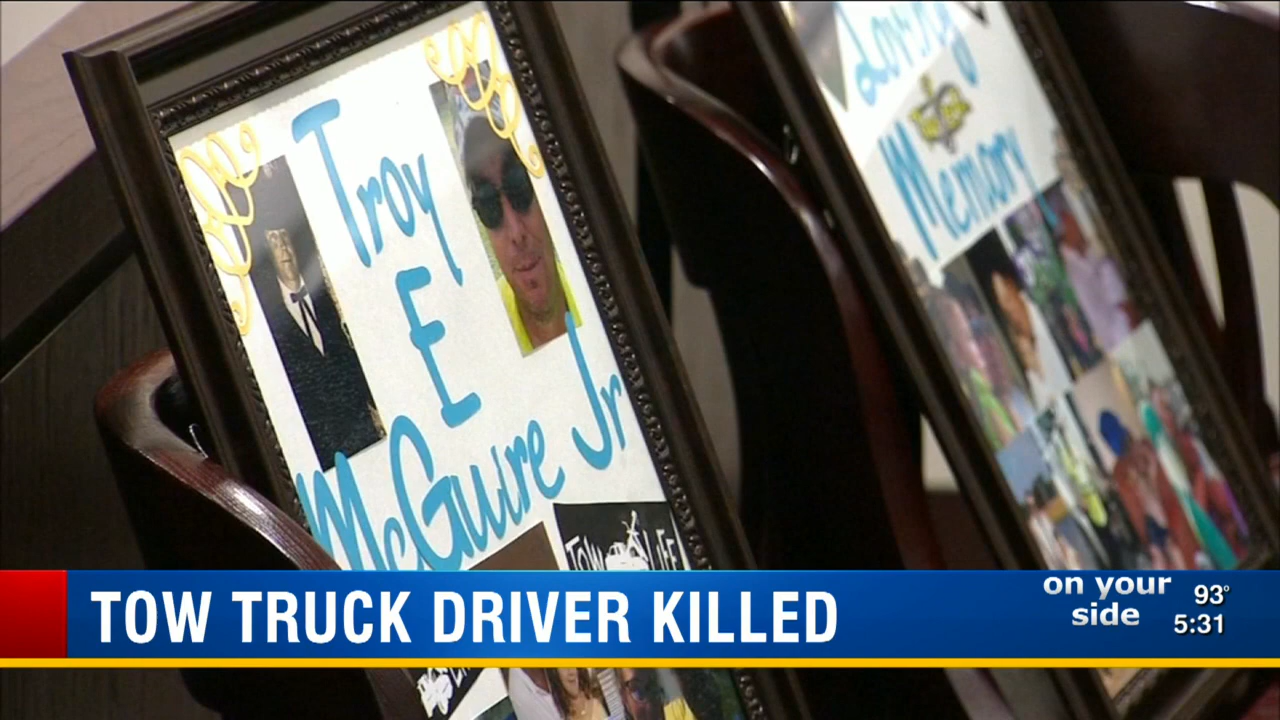 Troy
E
McGuire Jr
Loving
Memory
TOW LIFE
TOW TRUCK DRIVER KILLED
on your
side
93°
5:31